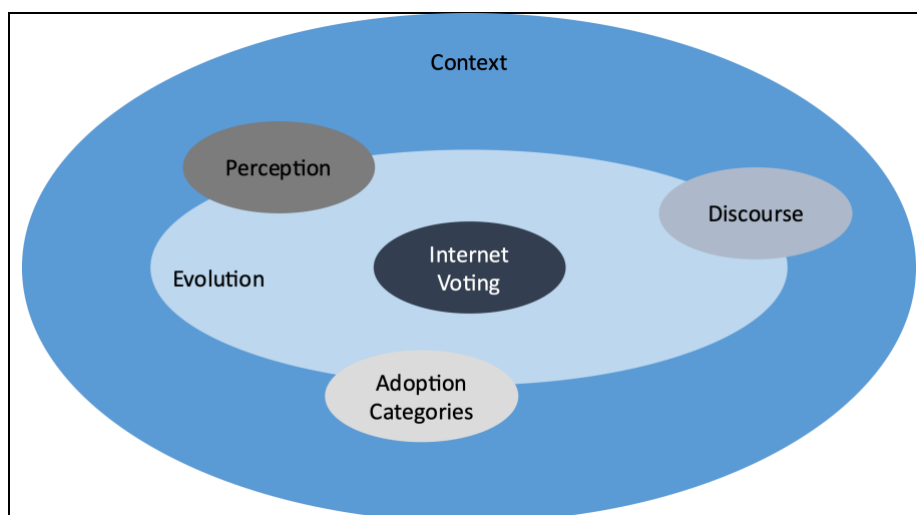 Context
Perception
Discourse
Internet
Voting
Evolution
Adoption
Categories